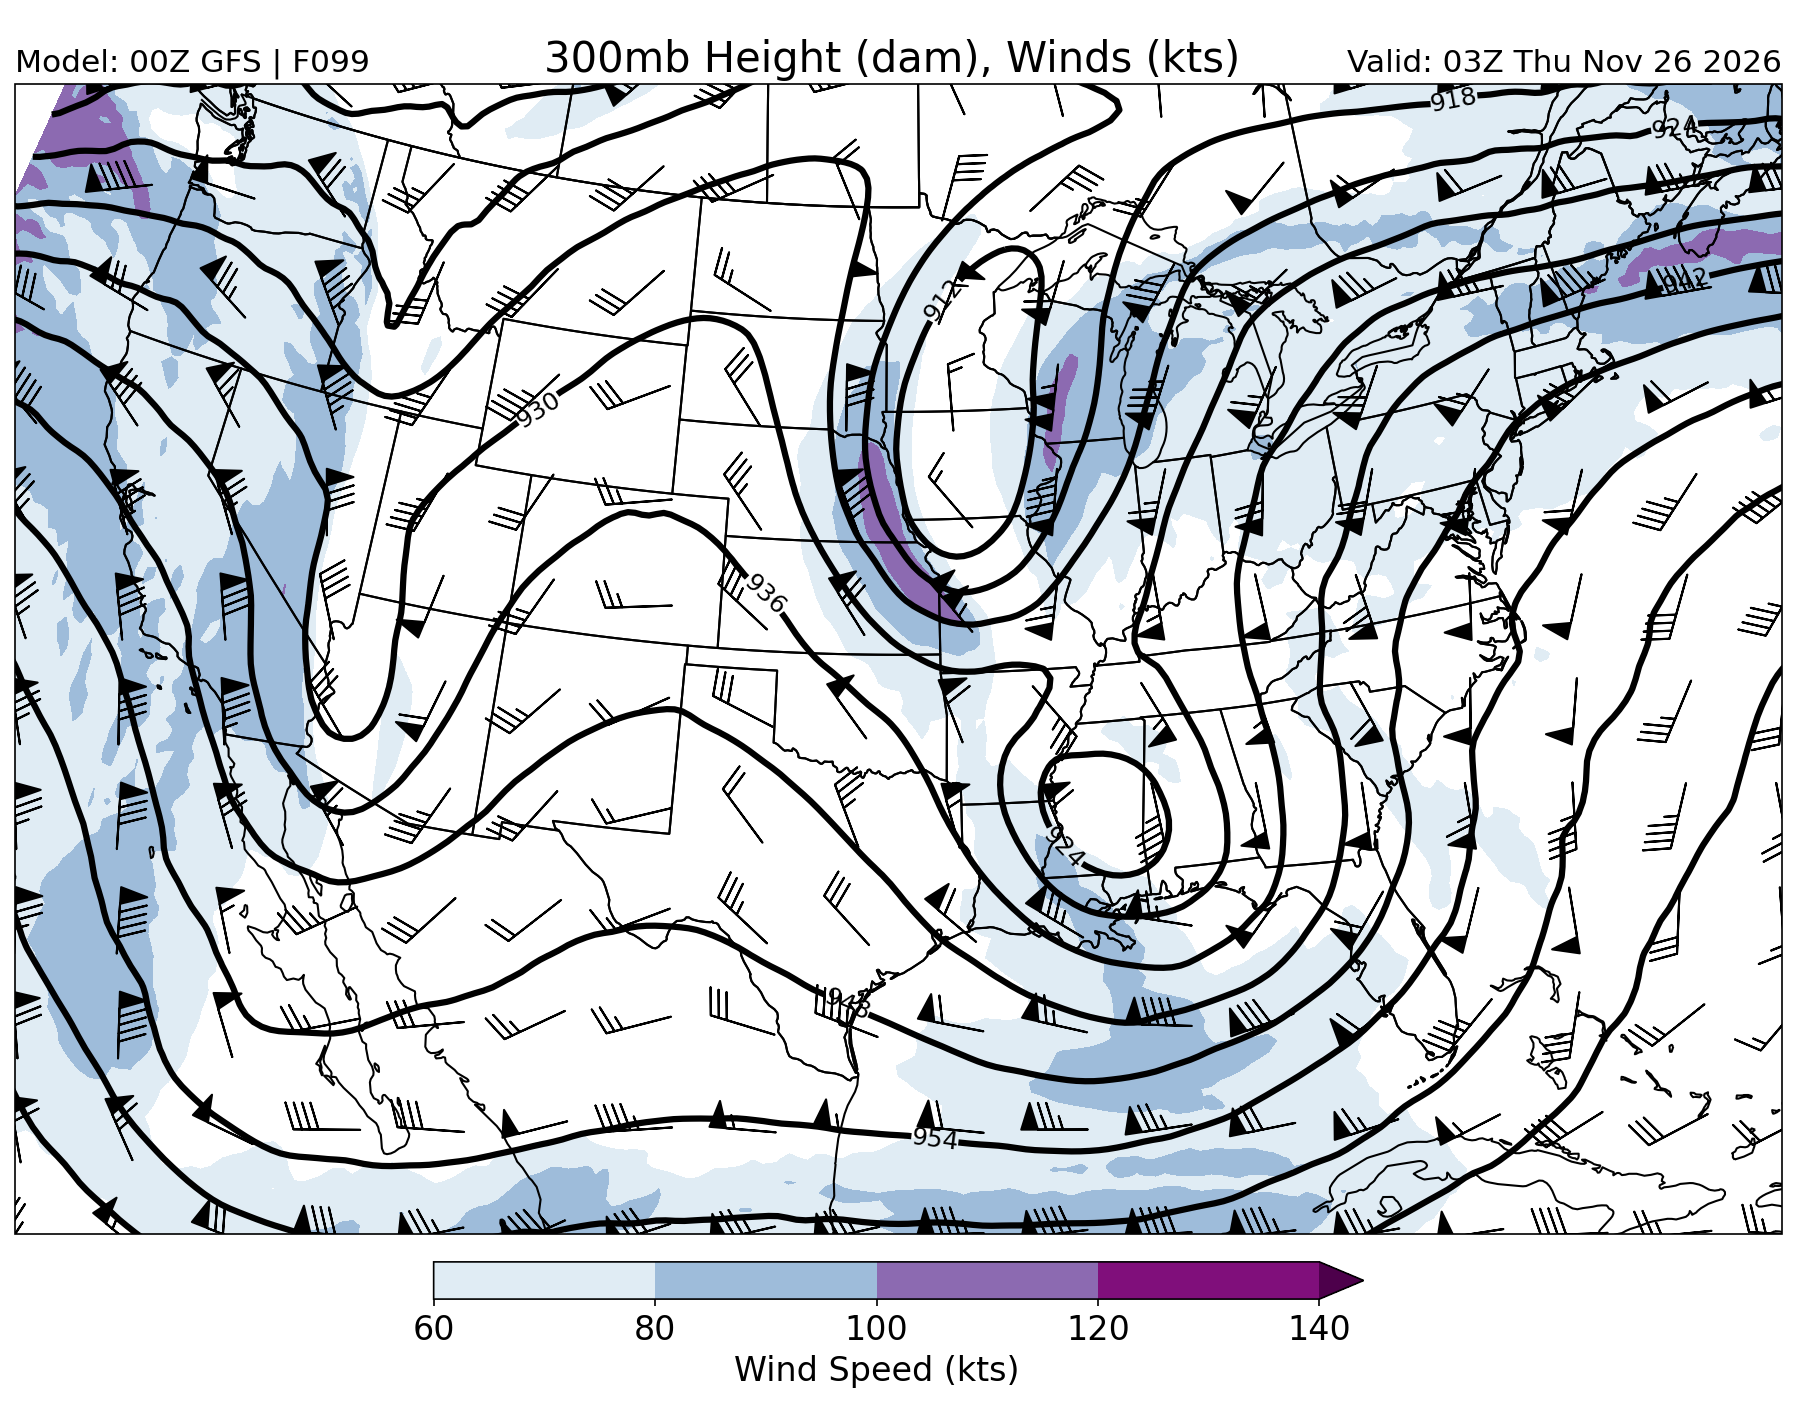 Model: 00Z GFS | F099
300mb Height (dam), Winds (kts)
Valid: 03Z Thu Nov 26 2026
918
924
912
942
930
936
924
948
954
60 80 100 120 140
Wind Speed (kts)